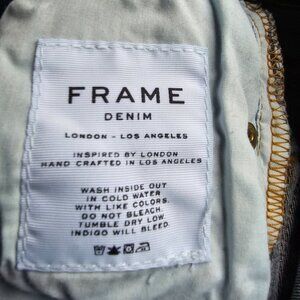 FRAME
DENIM
LONDON - LOS ANGELES
INSPIRED BY LONDON
HAND CRAFTED IN LOS ANGELES
WASH INSIDE OUT
IN COLD WATER
WITH LIKE COLORS.
DO NOT BLEACH.
TUMBLE DRY LOW.
INDIGO WILL BLEED.